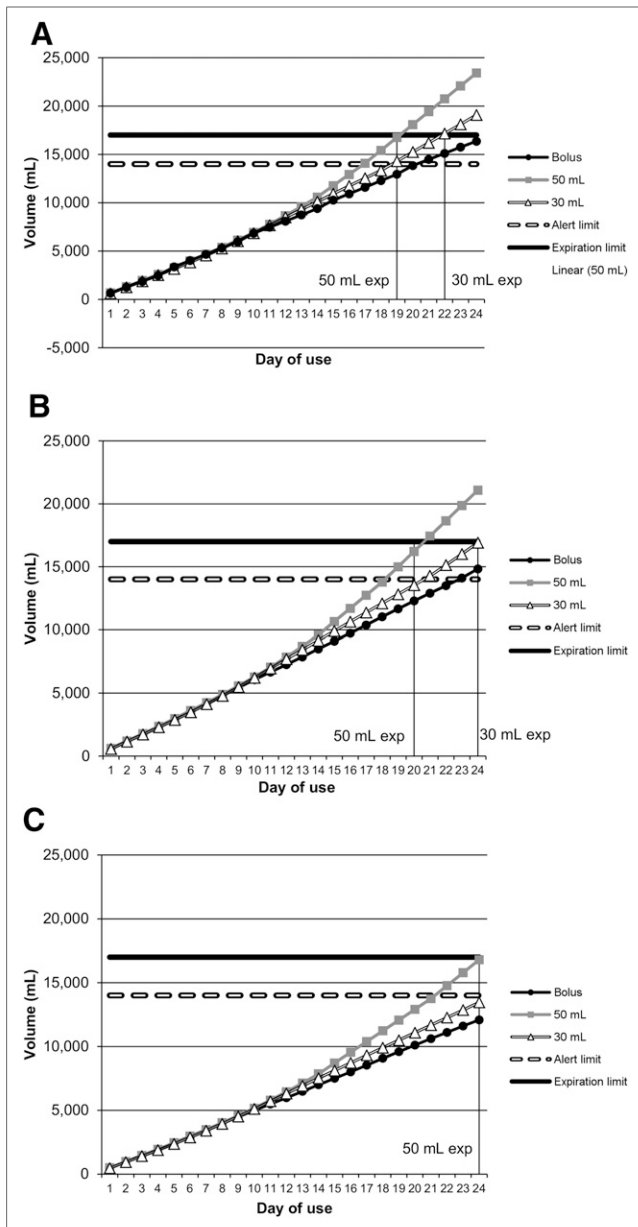 A
25,000
20,000
15,000
10,000
5,000
0
-5,000
Volume (mL)
1 2 3 4 5 6 7 8 9 10 11 12 13 14 15 16 17 18 19 20 21 22 23 24
Day of use
50 mL exp
30 mL exp
Bolus
50 mL
30 mL
Alert limit
Expiration limit
Linear (50 mL)
B
25,000
20,000
15,000
10,000
5,000
0
Volume (mL)
1 2 3 4 5 6 7 8 9 10 11 12 13 14 15 16 17 18 19 20 21 22 23 24
Day of use
50 mL exp
30 mL exp
Bolus
50 mL
30 mL
Alert limit
Expiration limit
C
25,000
20,000
15,000
10,000
5,000
0
Volume (mL)
1 2 3 4 5 6 7 8 9 10 11 12 13 14 15 16 17 18 19 20 21 22 23 24
Day of use
50 mL exp
Bolus
50 mL
30 mL
Alert limit
Expiration limit